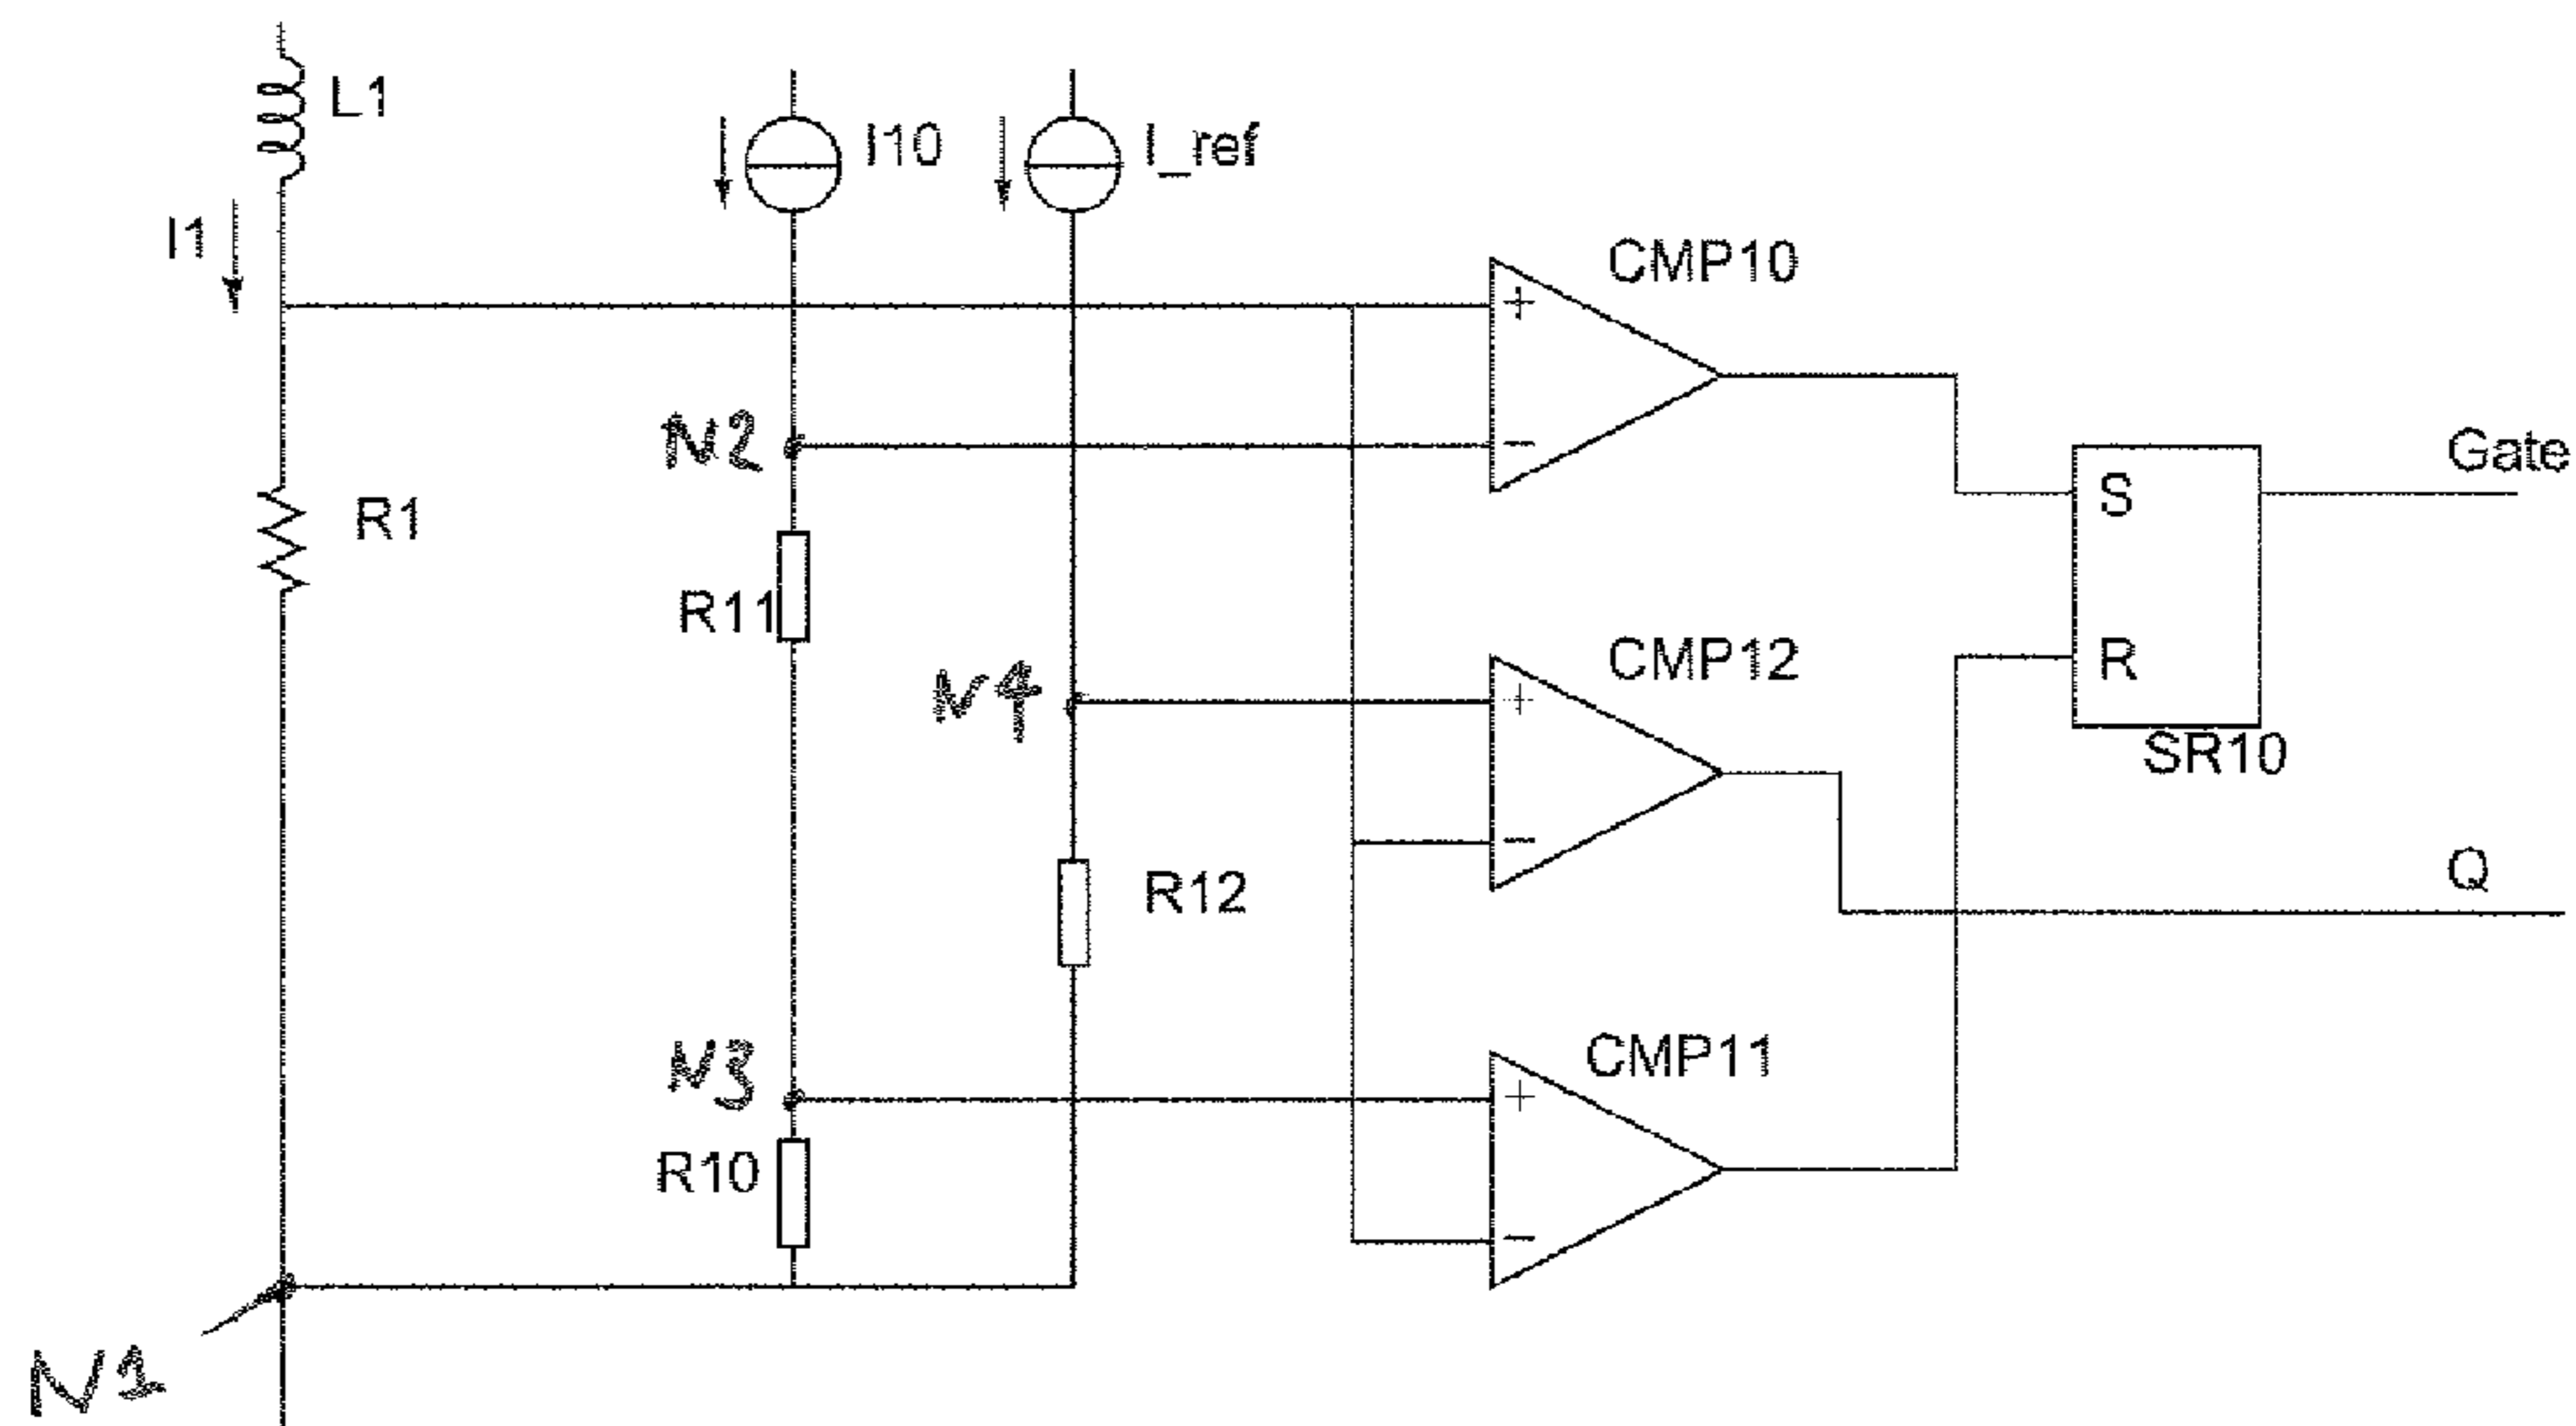 L1
I10
I_ref
I1
CMP10
+
−
N2
Gate
S
R1
R11
N4
CMP12
+
−
R
SR10
R12
Q
N3
CMP11
+
−
R10
N1